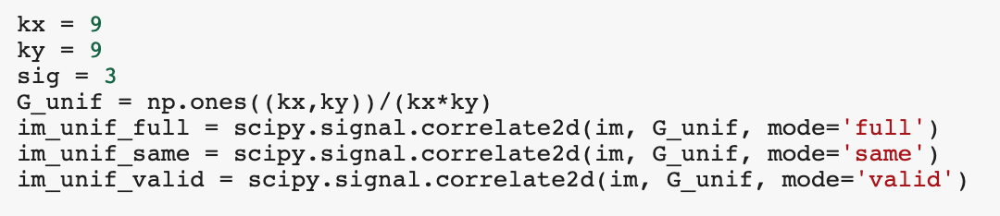 kx = 9
ky = 9
sig = 3
G_unif = np.ones((kx,ky))/(kx*ky)
im_unif_full = scipy.signal.correlate2d(im, G_unif, mode='full')
im_unif_same = scipy.signal.correlate2d(im, G_unif, mode='same')
im_unif_valid = scipy.signal.correlate2d(im, G_unif, mode='valid')